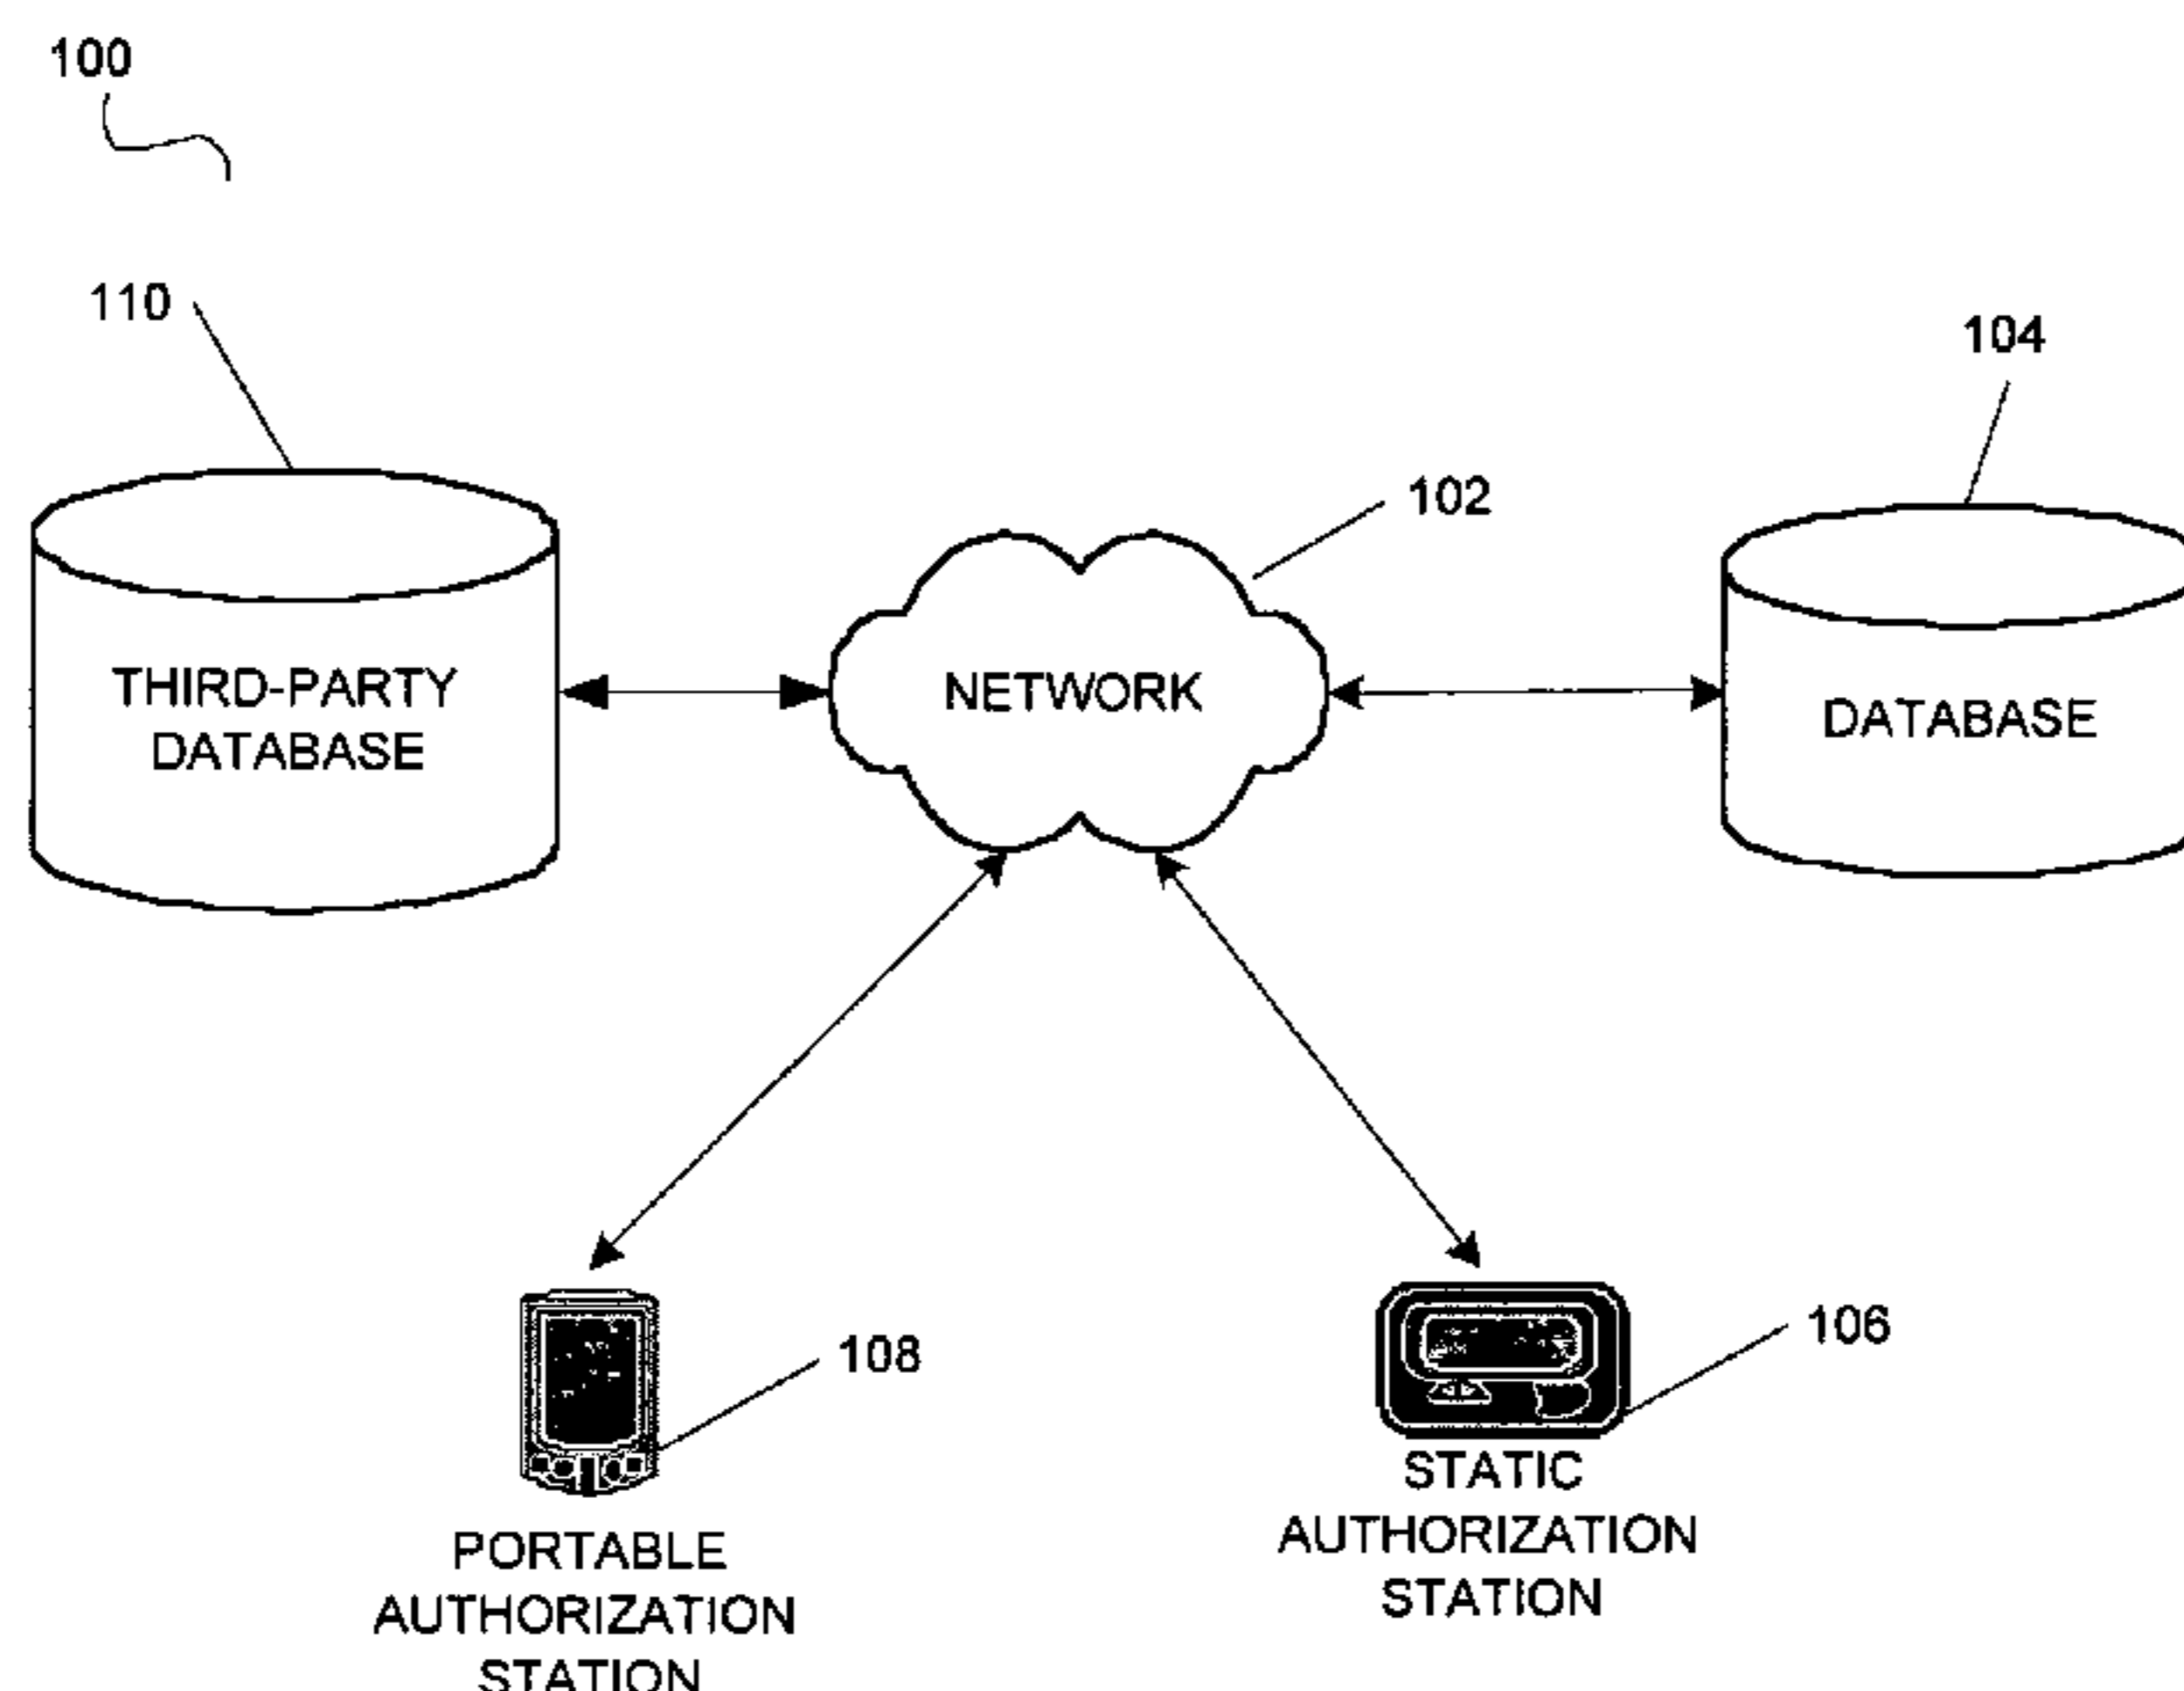 100
110
104
102
THIRD-PARTY
DATABASE
NETWORK
DATABASE
108
106
PORTABLE
AUTHORIZATION
STATION
STATIC
AUTHORIZATION
STATION